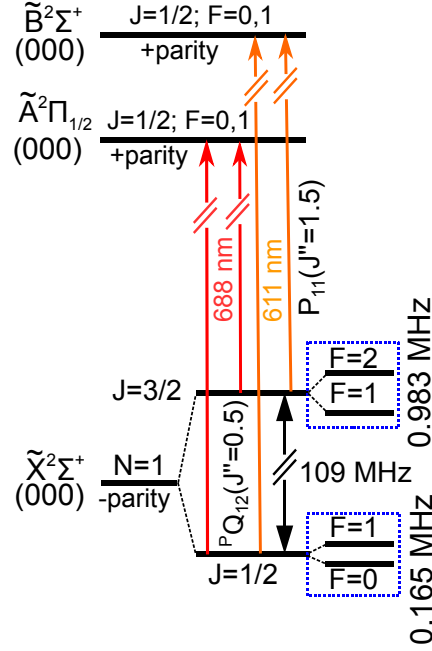 B̃²Σ⁺
(000)
J=1/2; F=0,1
+parity
òΠ₁/₂
(000)
J=1/2; F=0,1
+parity
688 nm
611 nm
P₁₁(J"=1.5)
ᴾQ₁₂(J"=0.5)
J=3/2
F=2
F=1
0.983 MHz
X̃²Σ⁺
(000)
N=1
-parity
109 MHz
J=1/2
F=1
F=0
0.165 MHz